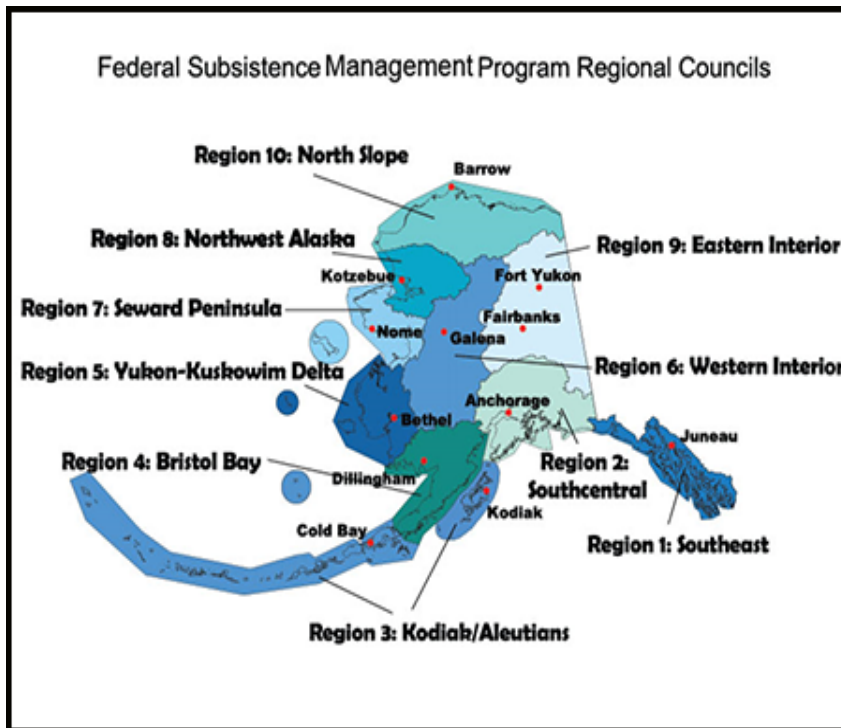 Federal Subsistence Management Program Regional Councils
Region 10: North Slope
Barrow
Region 8: Northwest Alaska
Region 9: Eastern Interior
Kotzebue
Fort Yukon
Region 7: Seward Peninsula
Nome
Galena
Fairbanks
Region 5: Yukon-Kuskowim Delta
Region 6: Western Interior
Anchorage
Bethel
Juneau
Region 4: Bristol Bay
Region 2:
Southcentral
Dillingham
Kodiak
Cold Bay
Region 1: Southeast
Region 3: Kodiak/Aleutians